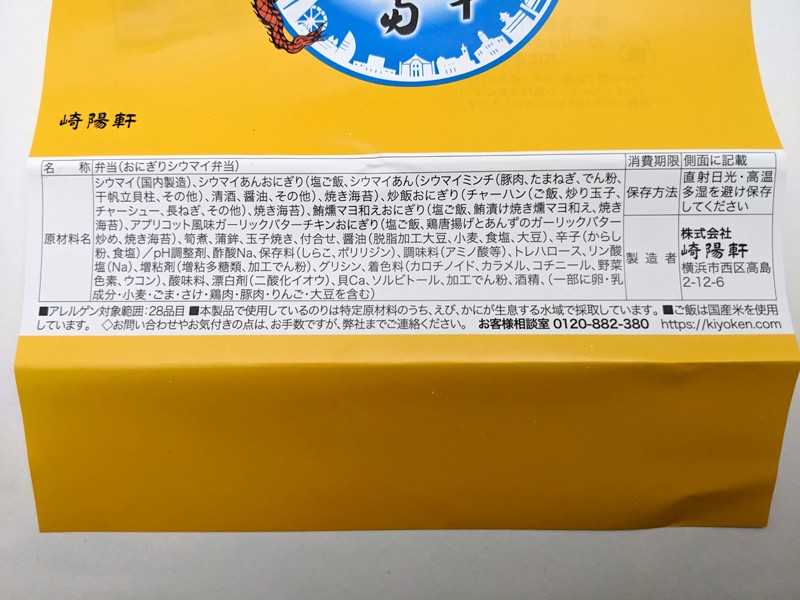 弁
崎陽軒
名 称 弁当(おにぎりシウマイ弁当) 消費期限 側面に記載
シウマイ(国内製造)、シウマイあんおにぎり(塩ご飯、シウマイあん(シウマイミンチ(豚肉、たまねぎ、でん粉、
干帆立貝柱、その他)、清酒、醤油、その他)、焼き海苔)、炒飯おにぎり(チャーハン(ご飯、炒り玉子、
チャーシュー、長ねぎ、その他)、焼き海苔)、鮪燻マヨ和えおにぎり(塩ご飯、鮪漬け焼き燻マヨ和え、焼き
海苔)、アプリコット風味ガーリックバターチキンおにぎり(塩ご飯、鶏唐揚げとあんずのガーリックバター
原材料名 炒め、焼き海苔)、筍煮、蒲鉾、玉子焼き、付合せ、醤油(脱脂加工大豆、小麦、食塩、大豆)、辛子(からし
粉、食塩)/pH調整剤、酢酸Na、保存料(しらこ、ポリリジン)、調味料(アミノ酸等)、トレハロース、リン酸
塩(Na)、増粘剤(増粘多糖類、加工でん粉)、グリシン、着色料(カロチノイド、カラメル、コチニール、野菜
色素、ウコン)、酸味料、漂白剤(二酸化イオウ)、貝Ca、ソルビトール、加工でん粉、酒精、(一部に卵・乳
成分・小麦・ごま・さけ・鶏肉・豚肉・りんご・大豆を含む)
保存方法 直射日光・高温
多湿を避け保存
してください
製 造 者 株式会社
崎陽軒
横浜市西区高島
2-12-6
■アレルゲン対象範囲:28品目 ■本製品で使用しているのりは特定原材料のうち、えび、かにが生息する水域で採取しています。■ご飯は国産米を使用
しています。 ◇お問い合わせやお気付きの点は、お手数ですが、弊社までご連絡ください。 お客様相談室 0120-882-380 https://kiyoken.com